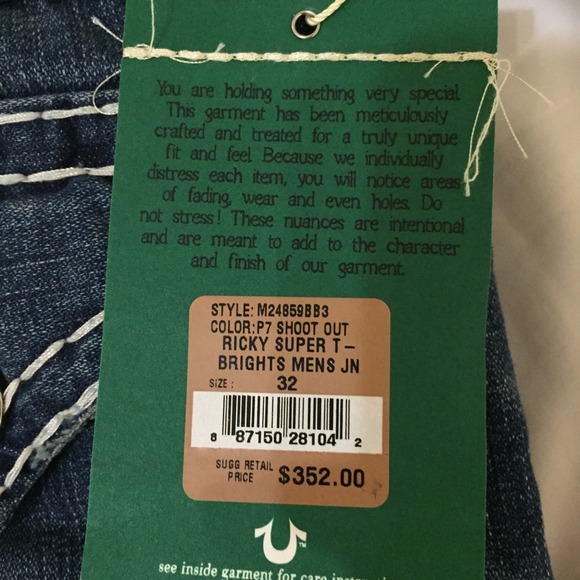 You are holding something very special.
This garment has been meticulously
crafted and treated for a truly unique
fit and feel. Because we individually
distress each item, you will notice areas
of fading, wear and even holes. Do
not stress! These nuances are intentional
and are meant to add to the character
and finish of our garment.
STYLE: M24859BB3
COLOR:P7 SHOOT OUT
RICKY SUPER T-
BRIGHTS MENS JN
SIZE: 32
8 87150 28104 2
SUGG RETAIL
PRICE $352.00
TM
see inside garment for care